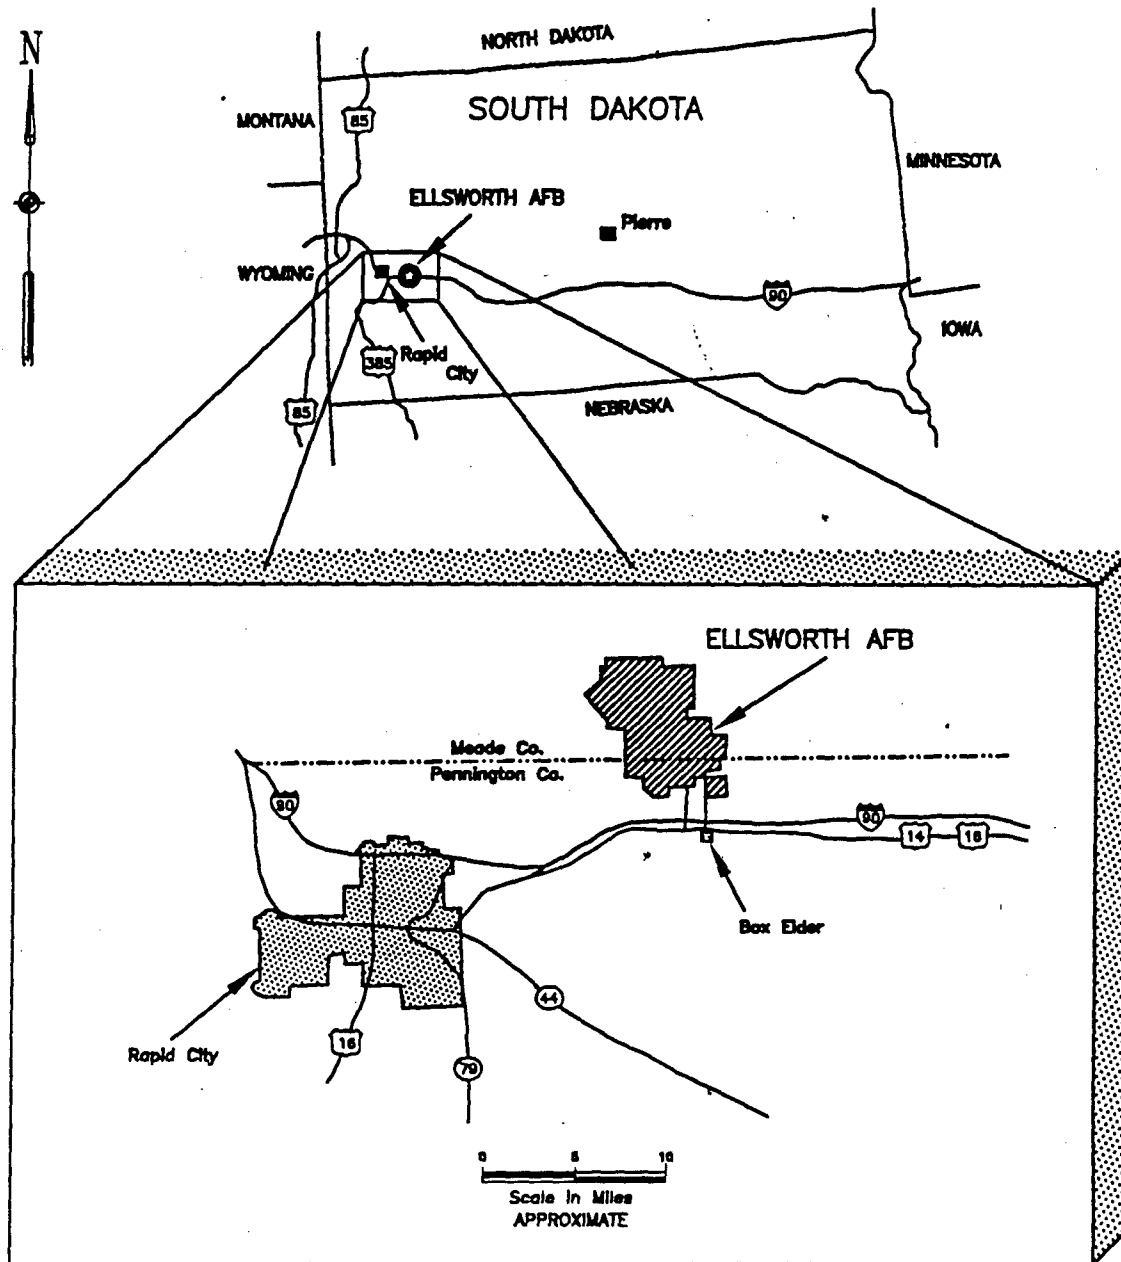 N
NORTH DAKOTA
SOUTH DAKOTA
MONTANA
85
MINNESOTA
ELLSWORTH AFB
Pierre
WYOMING
90
IOWA
385
Rapid
City
85
NEBRASKA
ELLSWORTH AFB
Meade Co.
Pennington Co.
90
90
14
16
Box Elder
44
Rapid City
16
79
0 5 10
Scale in Miles
APPROXIMATE